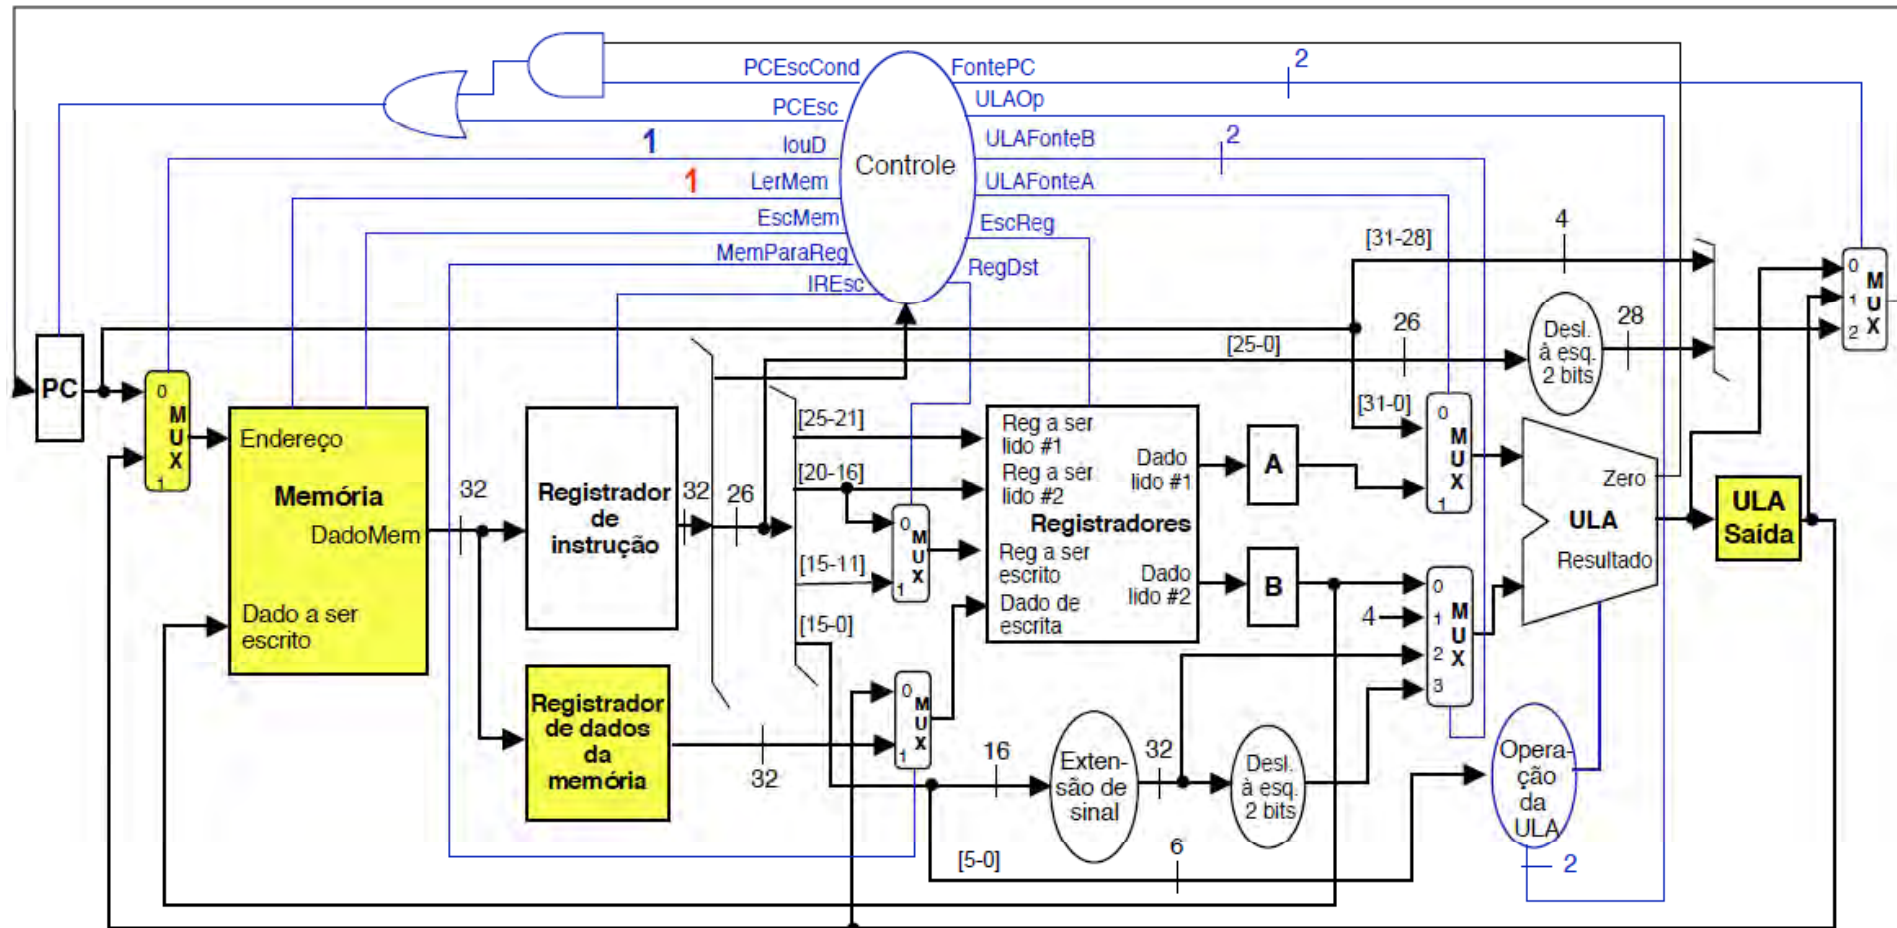 PCEscCond
PCEsc
1
IouD
1
LerMem
EscMem
MemParaReg
IREsc
Controle
FontePC
2
ULAOp
ULAFonteB
2
ULAFonteA
EscReg
RegDst
[31-28]
4
0
1
2
M
U
X
PC
0
M
U
X
1
Endereço
Memória
DadoMem
Dado a ser
escrito
32
Registrador
de
instrução
32
26
Registrador
de dados
da
memória
32
[25-0]
26
Desl.
à esq.
2 bits
28
[25-21]
[20-16]
[15-11]
[15-0]
0
M
U
X
1
0
M
U
X
1
Reg a ser
lido #1
Reg a ser
lido #2
Registradores
Reg a ser
escrito
Dado de
escrita
Dado
lido #1
Dado
lido #2
A
B
[31-0]
0
M
U
X
1
4
0
1
2
3
M
U
X
Zero
ULA
Resultado
ULA
Saída
16
Exten-
são de
sinal
32
Desl.
à esq.
2 bits
[5-0]
6
Opera-
ção
da
ULA
2